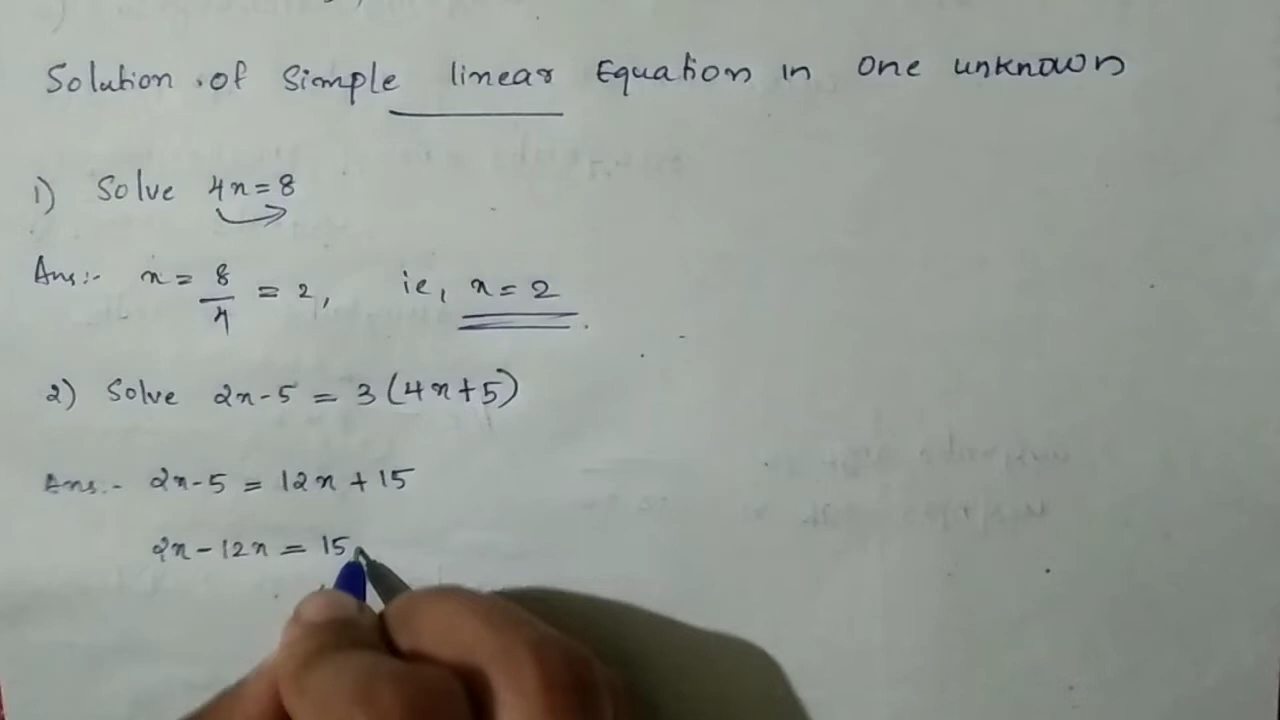 Solution of Simple linear Equation in one unknown
1) Solve 4x=8
Ans:- x = 8/4 = 2, ie, x = 2.
2) Solve 2x-5 = 3(4x+5)
Ans:- 2x-5 = 12x + 15
2x - 12x = 15